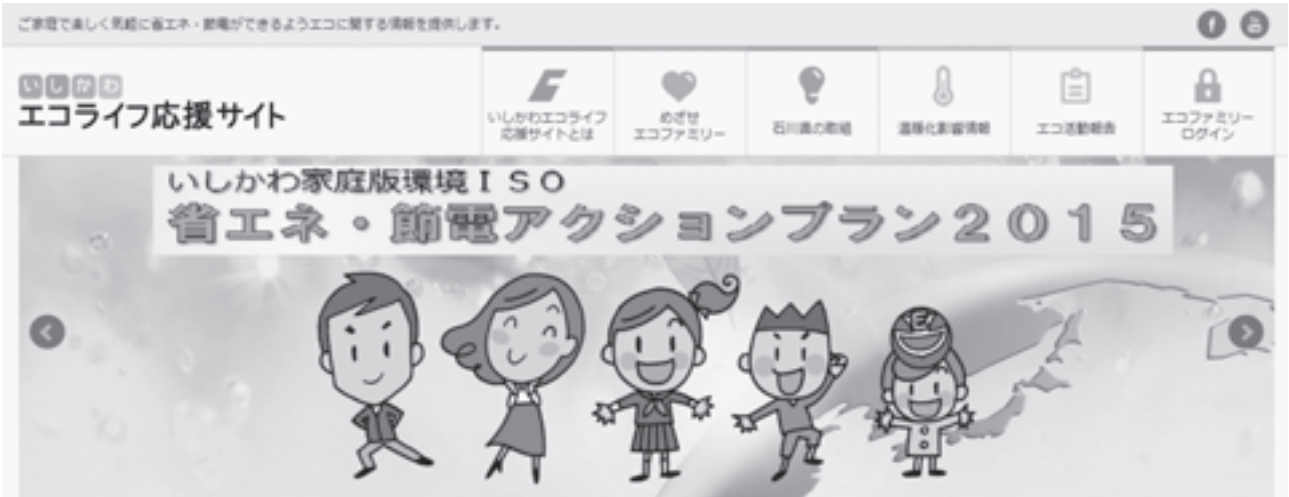 ご家庭で楽しく気軽に省エネ・節電ができるようエコに関する情報を提供します。
いしかわ
エコライフ応援サイト
いしかわエコライフ
応援サイトとは
めざせ
エコファミリー
石川県の取組
温暖化影響情報
エコ活動報告
エコファミリー
ログイン
いしかわ家庭版環境ISO
省エネ・節電アクションプラン2015
E